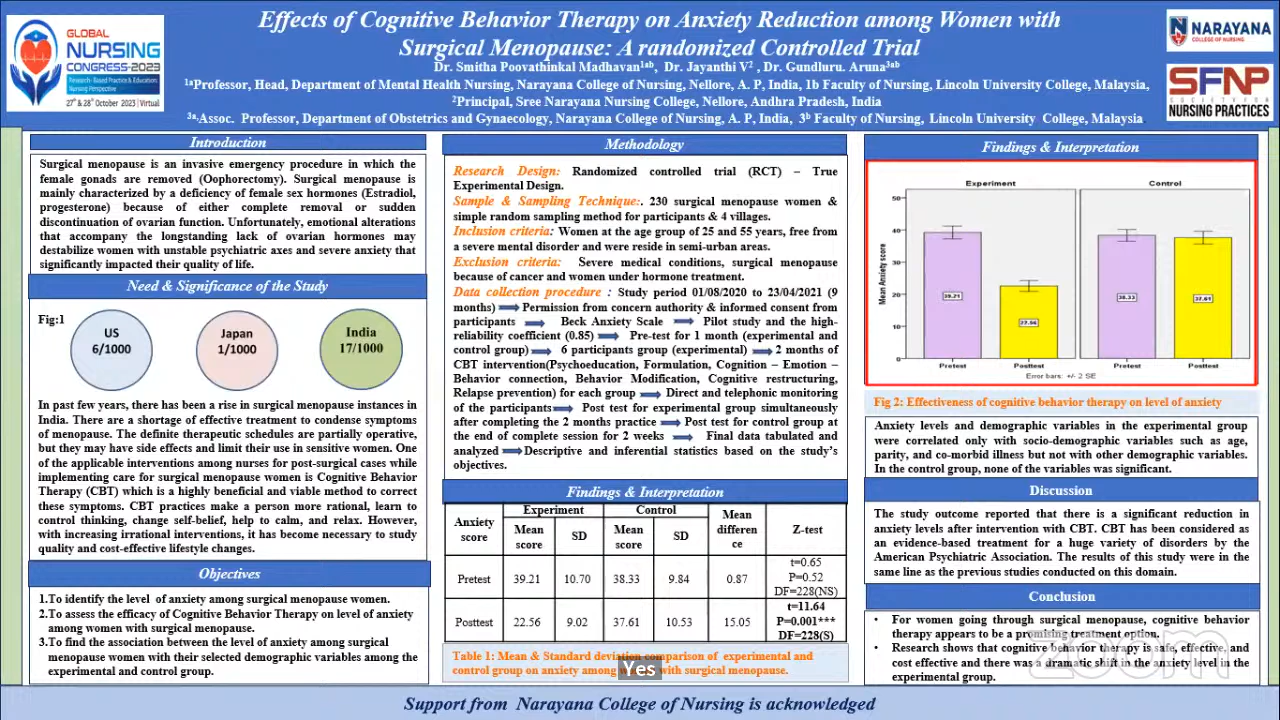 Effects of Cognitive Behavior Therapy on Anxiety Reduction among Women with
Surgical Menopause: A randomized Controlled Trial
Dr. Smitha Poovathinkal Madhavan1ab, Dr. Jayanthi V2 , Dr. Gundluru. Aruna3ab
1aProfessor, Head, Department of Mental Health Nursing, Narayana College of Nursing, Nellore, A. P, India, 1b Faculty of Nursing, Lincoln University College, Malaysia,
2Principal, Sree Narayana Nursing College, Nellore, Andhra Pradesh, India
3a.Assoc. Professor, Department of Obstetrics and Gynaecology, Narayana College of Nursing, A. P, India, 3b Faculty of Nursing, Lincoln University College, Malaysia.
GLOBAL
NURSING
CONGRESS-2023
Research- Based Practice & Education:
Nursing Perspective
27th & 28th October 2023 | Virtual
NARAYANA
COLLEGE OF NURSING
SFNP
SOCIETY FOR
NURSING PRACTICES
Introduction
Surgical menopause is an invasive emergency procedure in which the
female gonads are removed (Oophorectomy). Surgical menopause is
mainly characterized by a deficiency of female sex hormones (Estradiol,
progesterone) because of either complete removal or sudden
discontinuation of ovarian function. Unfortunately, emotional alterations
that accompany the longstanding lack of ovarian hormones may
destabilize women with unstable psychiatric axes and severe anxiety that
significantly impacted their quality of life.
Need & Significance of the Study
Fig:1
US
6/1000
Japan
1/1000
India
17/1000
In past few years, there has been a rise in surgical menopause instances in
India. There are a shortage of effective treatment to condense symptoms
of menopause. The definite therapeutic schedules are partially operative,
but they may have side effects and limit their use in sensitive women. One
of the applicable interventions among nurses for post-surgical cases while
implementing care for surgical menopause women is Cognitive Behavior
Therapy (CBT) which is a highly beneficial and viable method to correct
these symptoms. CBT practices make a person more rational, learn to
control thinking, change self-belief, help to calm, and relax. However,
with increasing irrational interventions, it has become necessary to study
quality and cost-effective lifestyle changes.
Objectives
1.To identify the level of anxiety among surgical menopause women.
2.To assess the efficacy of Cognitive Behavior Therapy on level of anxiety
among women with surgical menopause.
3.To find the association between the level of anxiety among surgical
menopause women with their selected demographic variables among the
experimental and control group.
Methodology
Research Design: Randomized controlled trial (RCT) – True
Experimental Design.
Sample & Sampling Technique:. 230 surgical menopause women &
simple random sampling method for participants & 4 villages.
Inclusion criteria: Women at the age group of 25 and 55 years, free from
a severe mental disorder and were reside in semi-urban areas.
Exclusion criteria: Severe medical conditions, surgical menopause
because of cancer and women under hormone treatment.
Data collection procedure : Study period 01/08/2020 to 23/04/2021 (9
months) Permission from concern authority & informed consent from
participants Beck Anxiety Scale Pilot study and the high-
reliability coefficient (0.85) Pre-test for 1 month (experimental and
control group) 6 participants group (experimental) 2 months of
CBT intervention(Psychoeducation, Formulation, Cognition – Emotion –
Behavior connection, Behavior Modification, Cognitive restructuring,
Relapse prevention) for each group Direct and telephonic monitoring
of the participants Post test for experimental group simultaneously
after completing the 2 months practice Post test for control group at
the end of complete session for 2 weeks Final data tabulated and
analyzed Descriptive and inferential statistics based on the study's
objectives.
Findings & Interpretation
Anxiety score Experiment Control Mean differen ce Z-test
Mean score SD Mean score SD
Pretest 39.21 10.70 38.33 9.84 0.87 t=0.65 P=0.52 DF=228(NS)
Posttest 22.56 9.02 37.61 10.53 15.05 t=11.64 P=0.001*** DF=228(S)
Table 1: Mean & Standard deviation comparison of experimental and
control group on anxiety among with surgical menopause.
Yes
Findings & Interpretation
Experiment Control
Mean Anxiety score
50
40
30
20
10
0
39.21
38.33
37.61
Pretest Posttest Pretest Posttest
Error bars: +/- 2 SE
Fig 2: Effectiveness of cognitive behavior therapy on level of anxiety
Anxiety levels and demographic variables in the experimental group
were correlated only with socio-demographic variables such as age,
parity, and co-morbid illness but not with other demographic variables.
In the control group, none of the variables was significant.
Discussion
The study outcome reported that there is a significant reduction in
anxiety levels after intervention with CBT. CBT has been considered as
an evidence-based treatment for a huge variety of disorders by the
American Psychiatric Association. The results of this study were in the
same line as the previous studies conducted on this domain.
Conclusion
• For women going through surgical menopause, cognitive behavior
therapy appears to be a promising treatment option.
• Research shows that cognitive behavior therapy is safe, effective, and
cost effective and there was a dramatic shift in the anxiety level in the
experimental group.
zoom
Support from Narayana College of Nursing is acknowledged